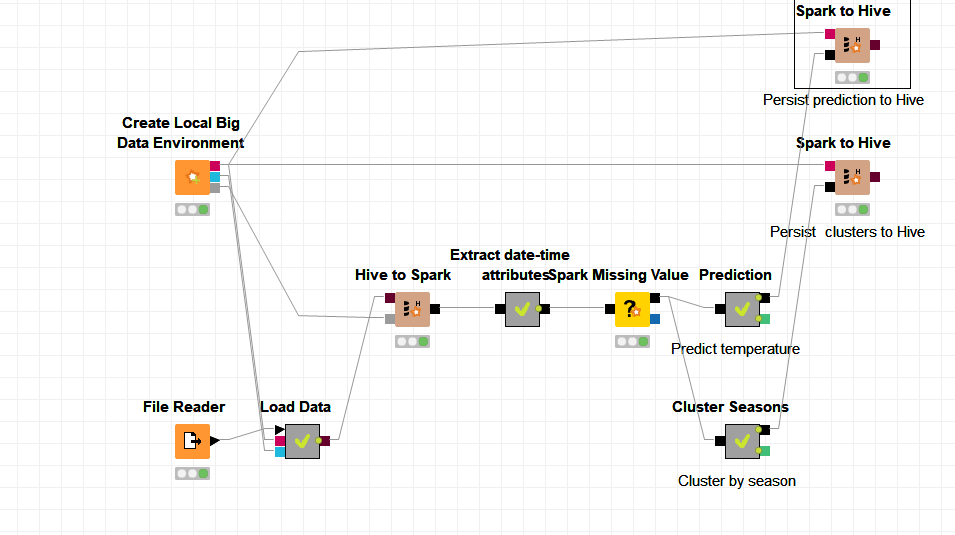 Spark to Hive
Persist prediction to Hive
Create Local Big
Data Environment
Spark to Hive
Persist  clusters to Hive
Extract date-time
attributes
Hive to Spark
Spark Missing Value
Prediction
Predict temperature
File Reader
Load Data
Cluster Seasons
Cluster by season